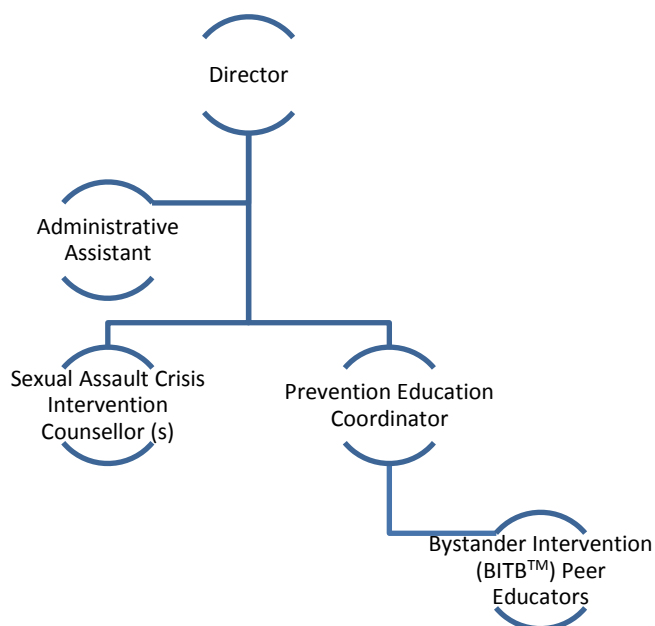 Director
Administrative
Assistant
Sexual Assault Crisis
Intervention
Counsellor (s)
Prevention Education
Coordinator
Bystander Intervention
(BITB™) Peer
Educators